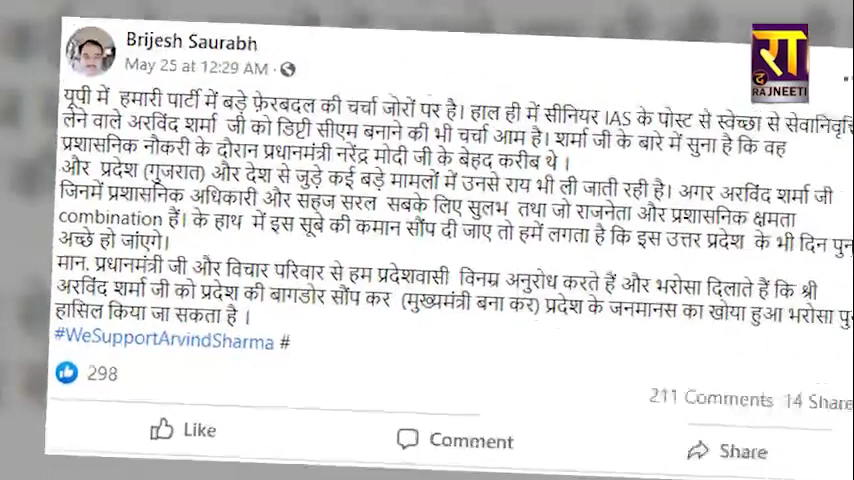 Brijesh Saurabh
May 25 at 12:29 AM
रा
द
RAJNEETI
यूपी में हमारी पार्टी में बड़े फ़ेरबदल की चर्चा जोरों पर है। हाल ही में सीनियर IAS के पोस्ट से स्वेच्छा से सेवानिवृत्ति
लेने वाले अरविंद शर्मा जी को डिप्टी सीएम बनाने की भी चर्चा आम है। शर्मा जी के बारे में सुना है कि वह
प्रशासनिक नौकरी के दौरान प्रधानमंत्री नरेंद्र मोदी जी के बेहद करीब थे ।
और प्रदेश (गुजरात) और देश से जुड़े कई बड़े मामलों में उनसे राय भी ली जाती रही है। अगर अरविंद शर्मा जी
जिनमें प्रशासनिक अधिकारी और सहज सरल सबके लिए सुलभ तथा जो राजनेता और प्रशासनिक क्षमता
combination हैं। के हाथ में इस सूबे की कमान सौंप दी जाए तो हमें लगता है कि इस उत्तर प्रदेश के भी दिन
अच्छे हो जाएंगे।
मान. प्रधानमंत्री जी और विचार परिवार से हम प्रदेशवासी विनम्र अनुरोध करते हैं और भरोसा दिलाते हैं कि श्री
अरविंद शर्मा जी को प्रदेश की बागडोर सौंप कर (मुख्यमंत्री बना कर) प्रदेश के जनमानस का खोया हुआ भरोसा
हासिल किया जा सकता है ।
#WeSupportArvindSharma #
298
211 Comments 14 Share
Like
Comment
Share